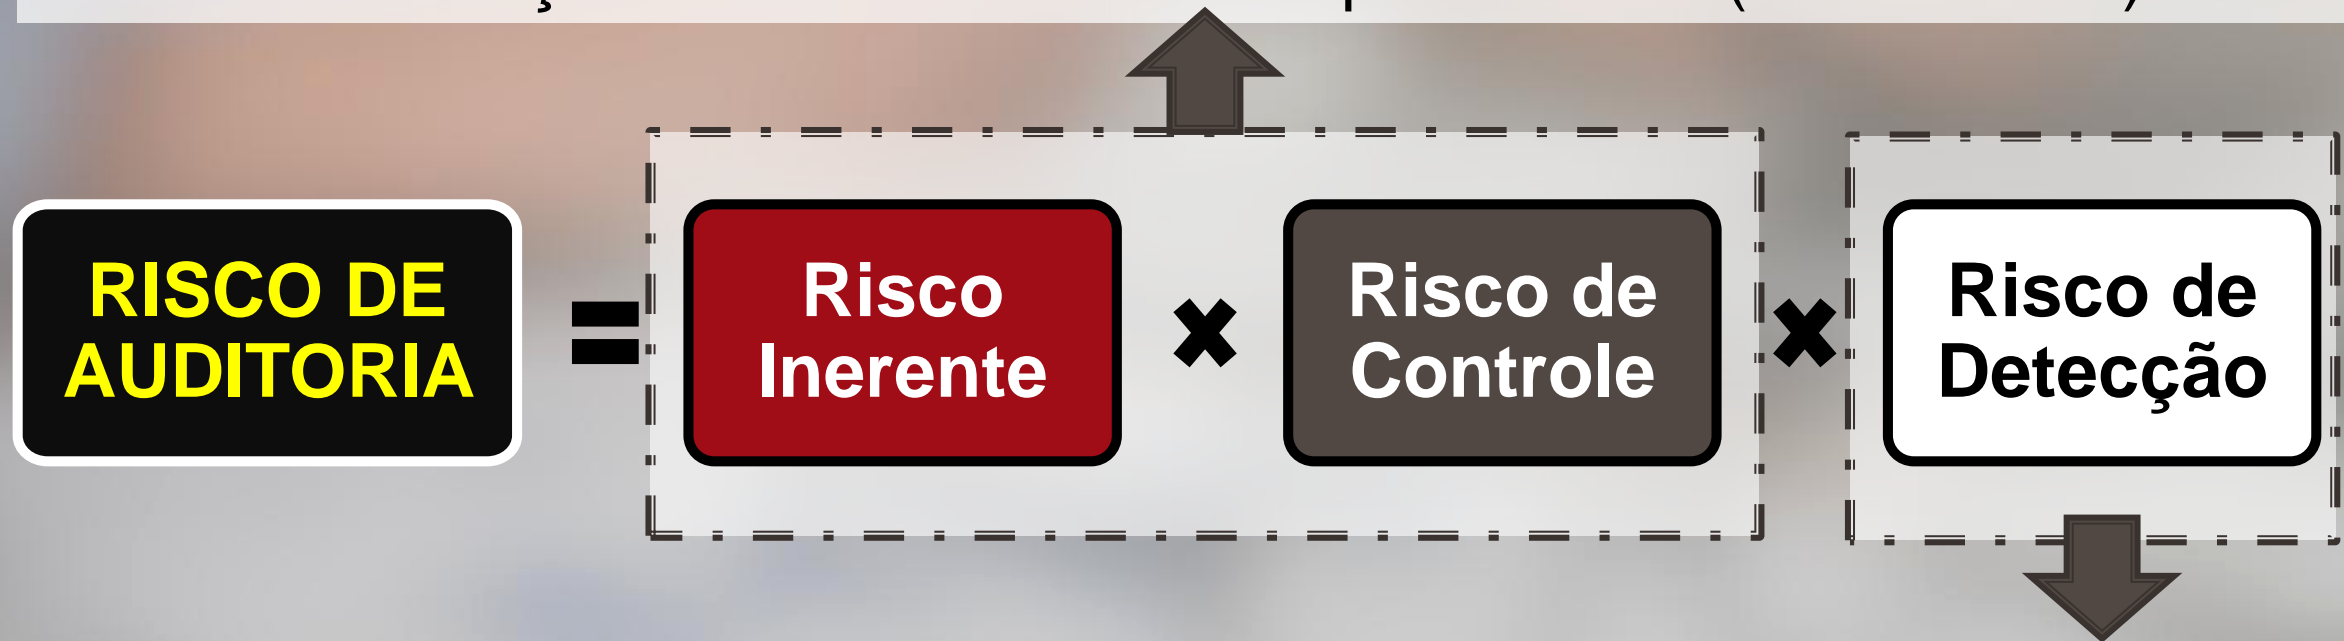 RISCO DE
AUDITORIA
=
Risco
Inerente
×
Risco de
Controle
×
Risco de
Detecção